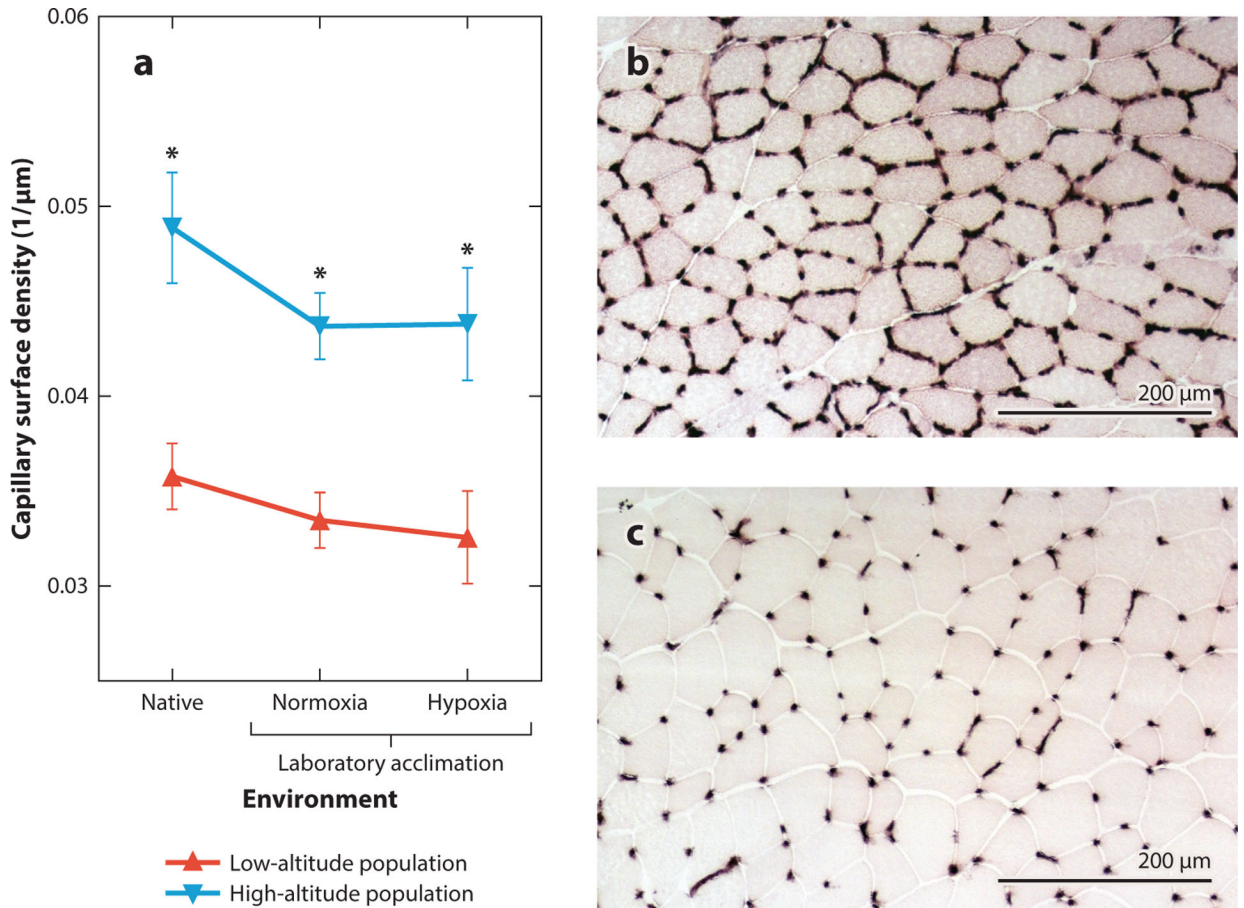 a
0.06
0.05
0.04
0.03
Capillary surface density (1/μm)
*
*
*
Native
Normoxia
Hypoxia
Laboratory acclimation
Environment
Low-altitude population
High-altitude population
b
200 μm
c
200 μm